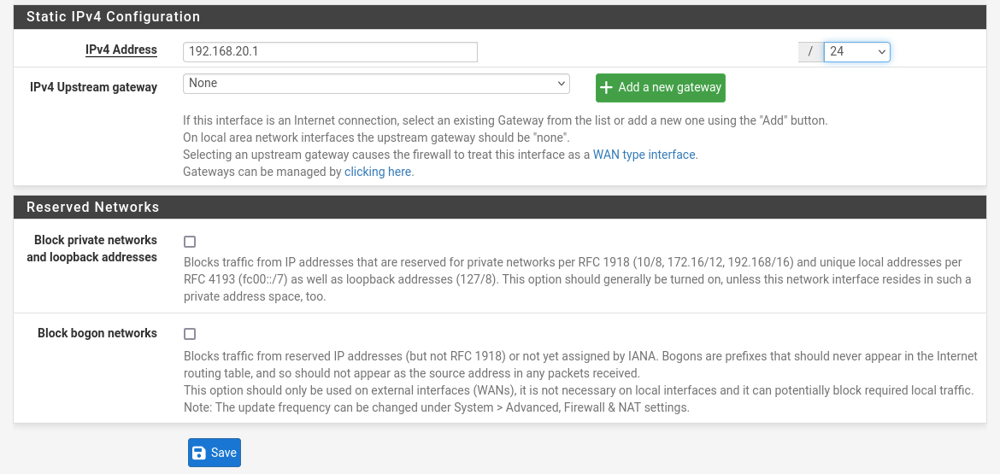 Static IPv4 Configuration
IPv4 Address
192.168.20.1
/
24
IPv4 Upstream gateway
None
Add a new gateway
If this interface is an Internet connection, select an existing Gateway from the list or add a new one using the "Add" button.
On local area network interfaces the upstream gateway should be "none".
Selecting an upstream gateway causes the firewall to treat this interface as a WAN type interface.
Gateways can be managed by clicking here.
Reserved Networks
Block private networks
and loopback addresses
Blocks traffic from IP addresses that are reserved for private networks per RFC 1918 (10/8, 172.16/12, 192.168/16) and unique local addresses per
RFC 4193 (fc00::/7) as well as loopback addresses (127/8). This option should generally be turned on, unless this network interface resides in such a
private address space, too.
Block bogon networks
Blocks traffic from reserved IP addresses (but not RFC 1918) or not yet assigned by IANA. Bogons are prefixes that should never appear in the Internet
routing table, and so should not appear as the source address in any packets received.
This option should only be used on external interfaces (WANs), it is not necessary on local interfaces and it can potentially block required local traffic.
Note: The update frequency can be changed under System > Advanced, Firewall & NAT settings.
Save